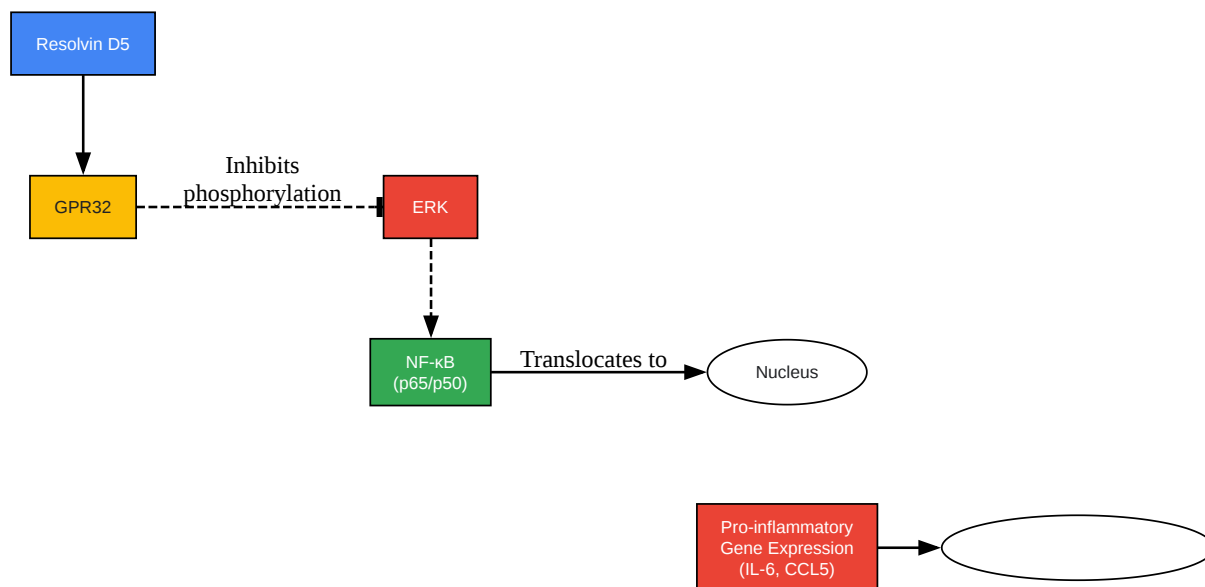 Resolvin D5
Inhibits
phosphorylation
GPR32
ERK
NF-κB
(p65/p50)
Translocates to
Nucleus
Pro-inflammatory
Gene Expression
(IL-6, CCL5)